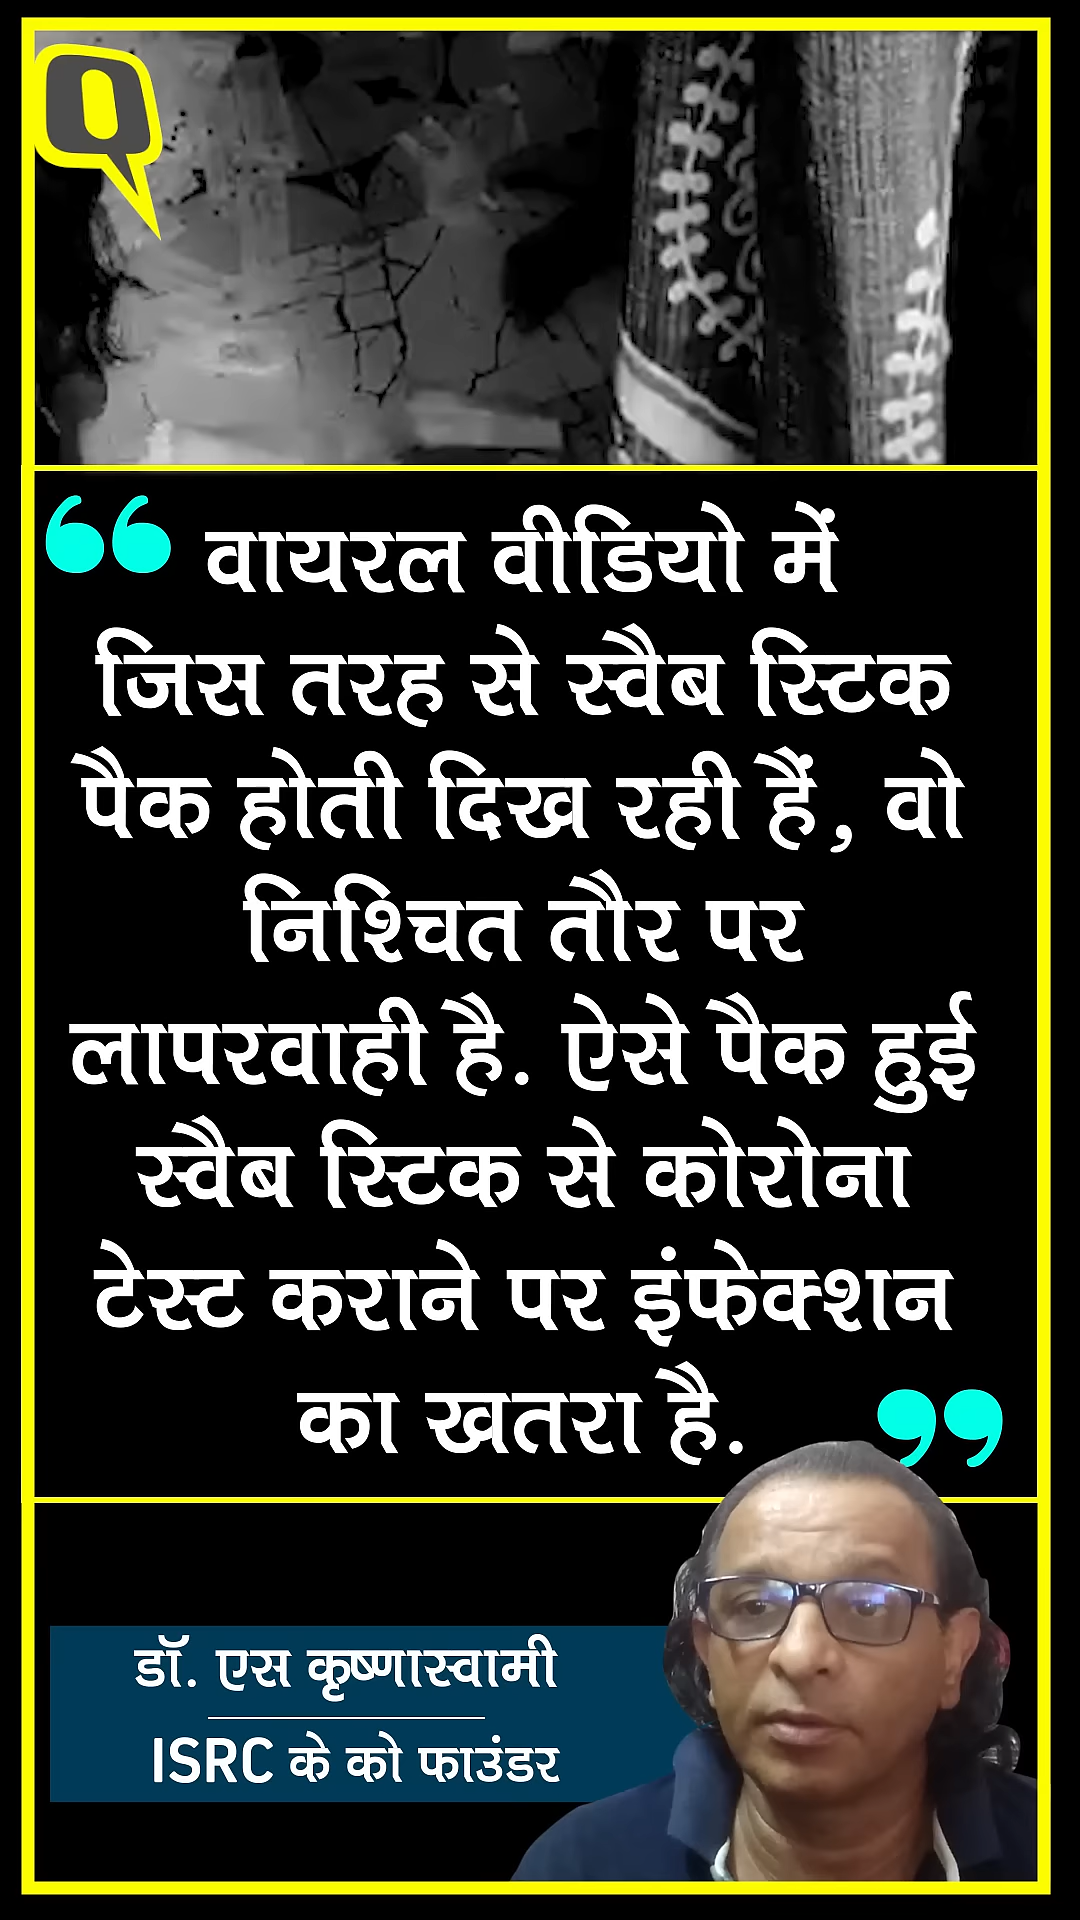 Q
“ वायरल वीडियो में
जिस तरह से स्वैब स्टिक
पैक होती दिख रही हैं, वो
निश्चित तौर पर
लापरवाही है. ऐसे पैक हुई
स्वैब स्टिक से कोरोना
टेस्ट कराने पर इंफेक्शन
का खतरा है. ”
डॉ. एस कृष्णास्वामी
ISRC के को फाउंडर